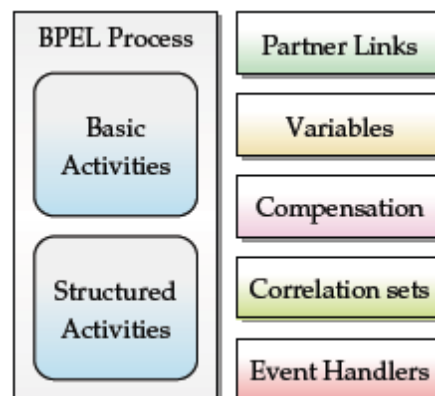 BPEL Process
Basic
Activities
Structured
Activities
Partner Links
Variables
Compensation
Correlation sets
Event Handlers